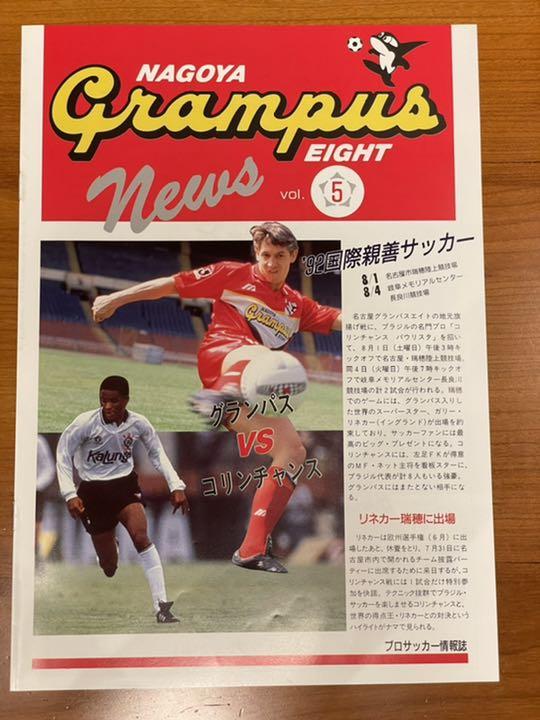 NAGOYA
Grampus
EIGHT
News
vol. 5
'92国際親善サッカー
8/1 名古屋市瑞穂陸上競技場
8/4 岐阜メモリアルセンター
長良川競技場
名古屋グランパスエイトの地元旗
揚げ戦に、ブラジルの名門プロ「コ
リンチャンス パウリスタ」を招い
て、8月1日(土曜日)午後3時キ
ックオフで名古屋・瑞穂陸上競技場、
同4日(火曜日)午後7時キックオ
フで岐阜メモリアルセンター長良川
競技場の計2試合が行われる。瑞穂
でのゲームには、グランパス入りし
た世界のスーパースター、ガリー・
リネカー(イングランド)が出場を約
束しており、サッカーファンには最
高のビッグ・プレゼントになる。コ
リンチャンスには、左足FKが得意
のMF・ネット主将を看板スターに、
ブラジル代表が計8人もいる強豪。
グランパスにはまたとない相手にな
る。
リネカー瑞穂に出場
リネカーは欧州選手権(6月)に出
場したあと、休養をとり、7月31日に名
古屋市内で開かれるチーム披露パー
ティーに出席するために来日するが、コ
リンチャンス戦には1試合だけ特別参
加を快諾。テクニック抜群でブラジル・
サッカーを楽しませるコリンチャンスと、
世界の得点王・リネカーとの対決という
ハイライトがナマで見られる。
グランパス
VS
コリンチャンス
Grampus
Kalunga
プロサッカー情報誌